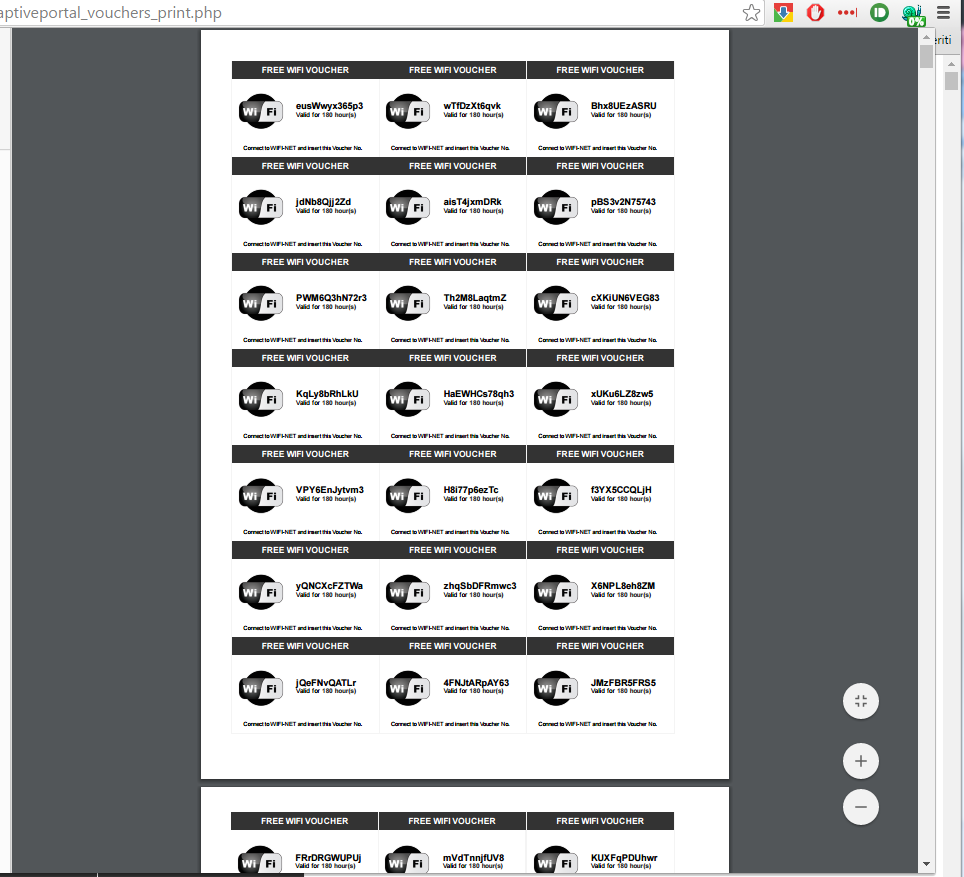 aptiveportal_vouchers_print.php
0%
eriti
FREE WIFI VOUCHER FREE WIFI VOUCHER FREE WIFI VOUCHER
Wi Fi eusWwyx365p3 Wi Fi wTfDzXt6qvk Wi Fi Bhx8UEzASRU
Valid for 180 hour(s) Valid for 180 hour(s) Valid for 180 hour(s)
Connect to WIFI-NET and insert this Voucher No. Connect to WIFI-NET and insert this Voucher No. Connect to WIFI-NET and insert this Voucher No.
FREE WIFI VOUCHER FREE WIFI VOUCHER FREE WIFI VOUCHER
Wi Fi jdNb8Qjj2Zd Wi Fi aisT4jxmDRk Wi Fi pBS3v2N75743
Valid for 180 hour(s) Valid for 180 hour(s) Valid for 180 hour(s)
Connect to WIFI-NET and insert this Voucher No. Connect to WIFI-NET and insert this Voucher No. Connect to WIFI-NET and insert this Voucher No.
FREE WIFI VOUCHER FREE WIFI VOUCHER FREE WIFI VOUCHER
Wi Fi PWM6Q3hN72r3 Wi Fi Th2M8LaqtmZ Wi Fi cXKiUN6VEG83
Valid for 180 hour(s) Valid for 180 hour(s) Valid for 180 hour(s)
Connect to WIFI-NET and insert this Voucher No. Connect to WIFI-NET and insert this Voucher No. Connect to WIFI-NET and insert this Voucher No.
FREE WIFI VOUCHER FREE WIFI VOUCHER FREE WIFI VOUCHER
Wi Fi KqLy8bRhLkU Wi Fi HaEWHCs78qh3 Wi Fi xUKu6LZ8zw5
Valid for 180 hour(s) Valid for 180 hour(s) Valid for 180 hour(s)
Connect to WIFI-NET and insert this Voucher No. Connect to WIFI-NET and insert this Voucher No. Connect to WIFI-NET and insert this Voucher No.
FREE WIFI VOUCHER FREE WIFI VOUCHER FREE WIFI VOUCHER
Wi Fi VPY6EnJytvm3 Wi Fi H8i77p6ezTc Wi Fi f3YX5CCQLjH
Valid for 180 hour(s) Valid for 180 hour(s) Valid for 180 hour(s)
Connect to WIFI-NET and insert this Voucher No. Connect to WIFI-NET and insert this Voucher No. Connect to WIFI-NET and insert this Voucher No.
FREE WIFI VOUCHER FREE WIFI VOUCHER FREE WIFI VOUCHER
Wi Fi yQNCXcFZTWa Wi Fi zhqSbDFRmwc3 Wi Fi X6NPL8eh8ZM
Valid for 180 hour(s) Valid for 180 hour(s) Valid for 180 hour(s)
Connect to WIFI-NET and insert this Voucher No. Connect to WIFI-NET and insert this Voucher No. Connect to WIFI-NET and insert this Voucher No.
FREE WIFI VOUCHER FREE WIFI VOUCHER FREE WIFI VOUCHER
Wi Fi jQeFNvQATLr Wi Fi 4FNJtARpAY63 Wi Fi JMzFBR5FRS5
Valid for 180 hour(s) Valid for 180 hour(s) Valid for 180 hour(s)
Connect to WIFI-NET and insert this Voucher No. Connect to WIFI-NET and insert this Voucher No. Connect to WIFI-NET and insert this Voucher No.
FREE WIFI VOUCHER FREE WIFI VOUCHER FREE WIFI VOUCHER
Wi Fi FRrDRGWUPUj Wi Fi mVdTnnjfUV8 Wi Fi KUXFqPDUhwr
Valid for 180 hour(s) Valid for 180 hour(s) Valid for 180 hour(s)